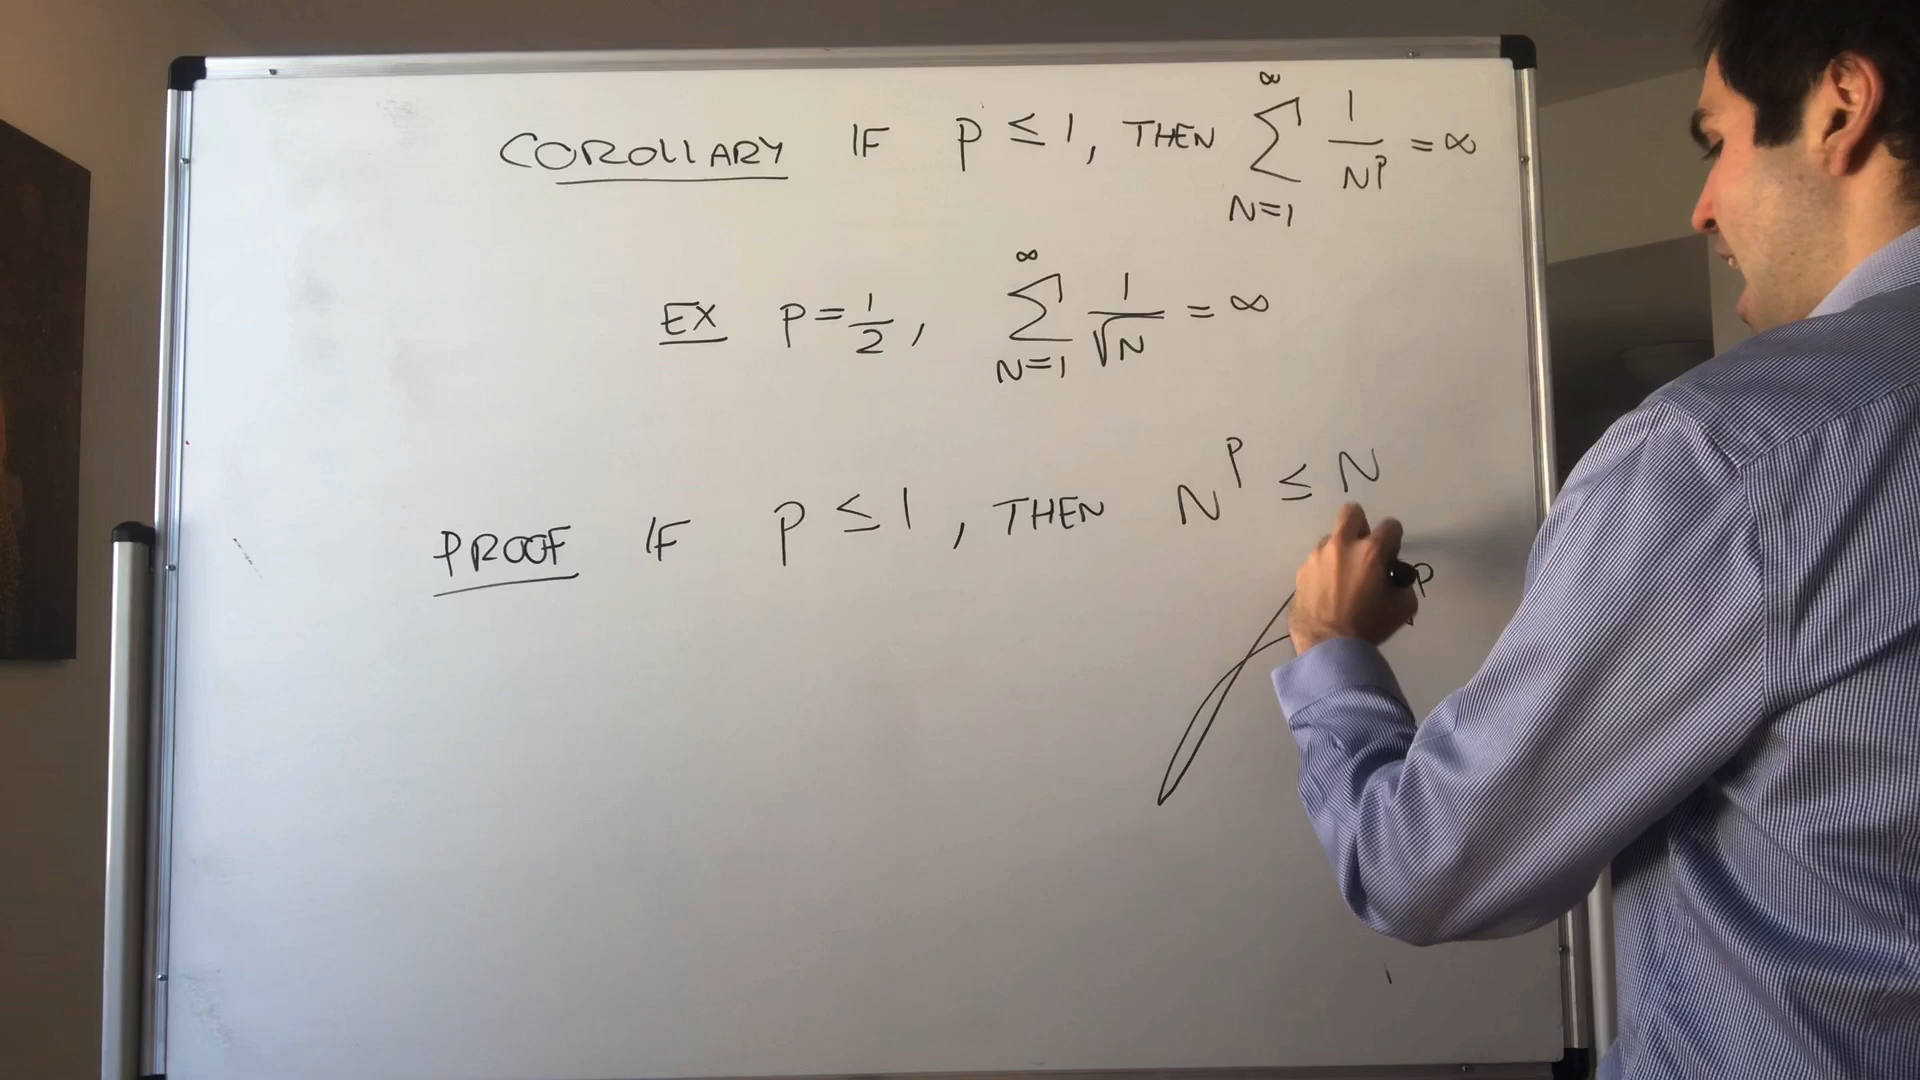 COROLLARY IF P ≤ 1, THEN ∞∑N=1 1/N^P = ∞
EX P = 1/2, ∞∑N=1 1/√N = ∞
PROOF IF P ≤ 1, THEN N^P ≤ N
P